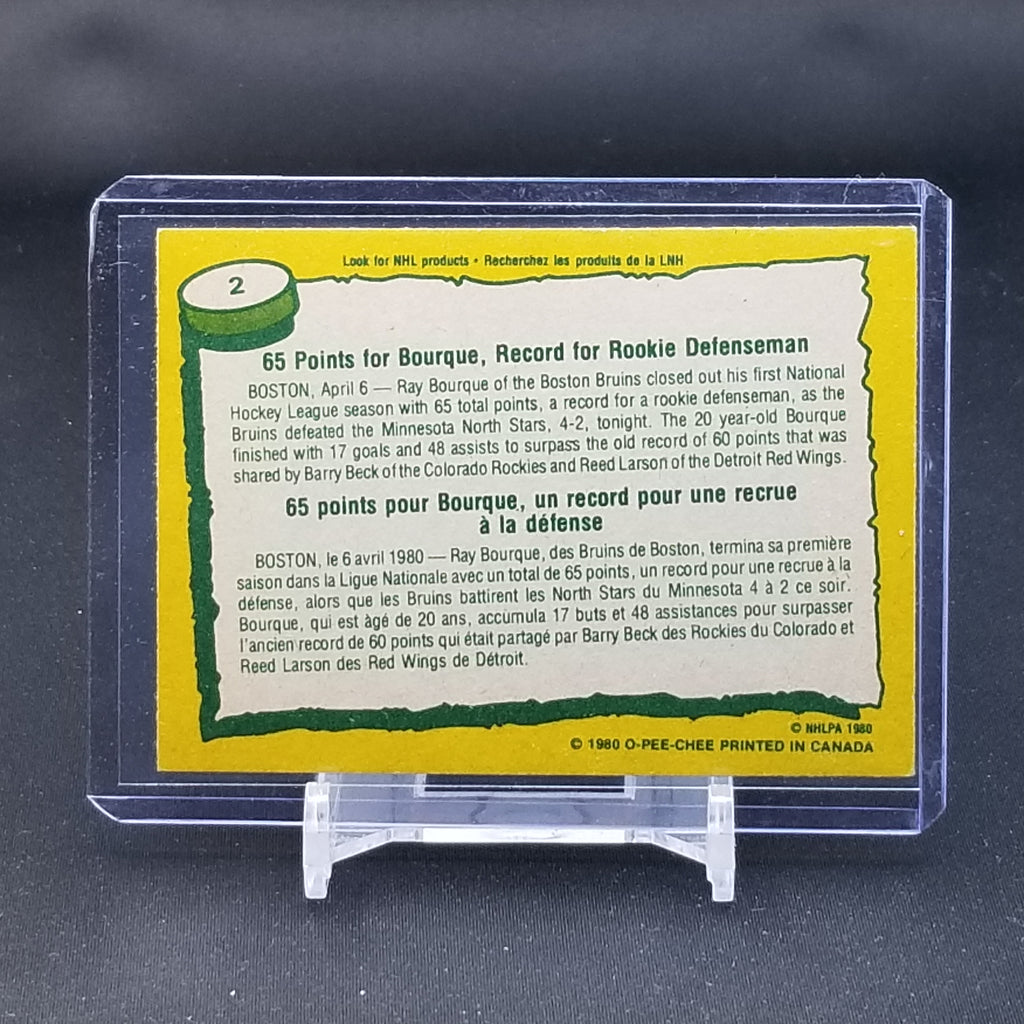 Look for NHL products • Recherchez les produits de la LNH
2
65 Points for Bourque, Record for Rookie Defenseman
BOSTON, April 6 — Ray Bourque of the Boston Bruins closed out his first National
Hockey League season with 65 total points, a record for a rookie defenseman, as the
Bruins defeated the Minnesota North Stars, 4-2, tonight. The 20 year-old Bourque
finished with 17 goals and 48 assists to surpass the old record of 60 points that was
shared by Barry Beck of the Colorado Rockies and Reed Larson of the Detroit Red Wings.
65 points pour Bourque, un record pour une recrue
à la défense
BOSTON, le 6 avril 1980 — Ray Bourque, des Bruins de Boston, termina sa première
saison dans la Ligue Nationale avec un total de 65 points, un record pour une recrue à la
défense, alors que les Bruins battirent les North Stars du Minnesota 4 à 2 ce soir.
Bourque, qui est àgé de 20 ans, accumula 17 buts et 48 assistances pour surpasser
l'ancien record de 60 points qui était partagé par Barry Beck des Rockies du Colorado et
Reed Larson des Red Wings de Détroit.
© NHLPA 1980
© 1980 O-PEE-CHEE PRINTED IN CANADA